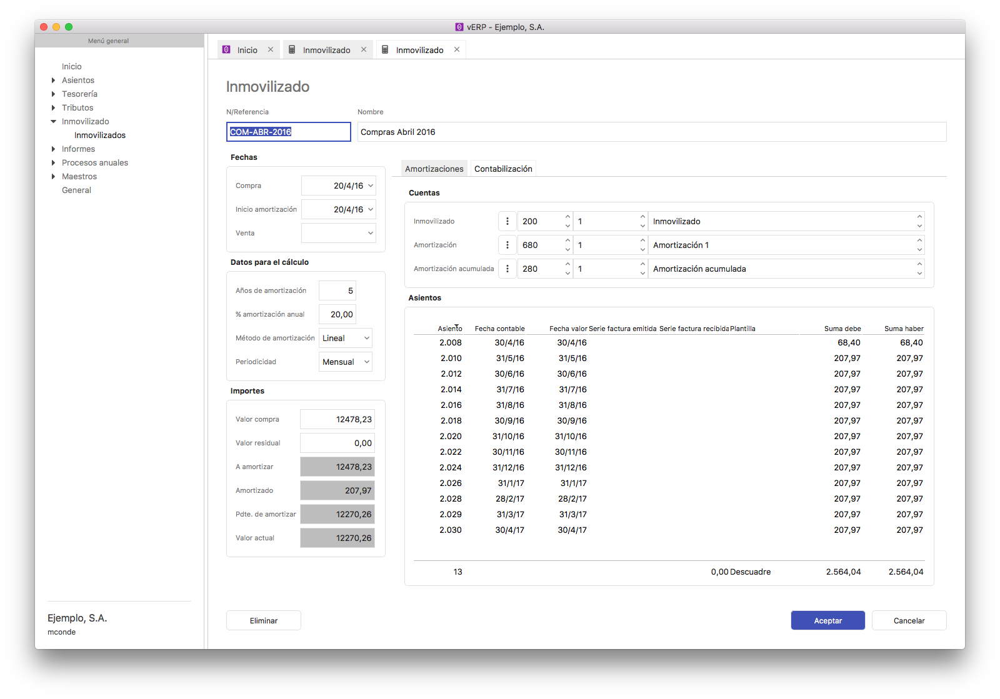 vERP - Ejemplo, S.A.
Menú general
Inicio
Asientos
Tesorería
Tributos
Inmovilizado
Inmovilizados
Informes
Procesos anuales
Maestros
General
Ejemplo, S.A.
mconde
Inicio Inmovilizado Inmovilizado
Inmovilizado
N/Referencia Nombre
COM-ABR-2016 Compras Abril 2016
Fechas
Compra 20/4/16
Inicio amortización 20/4/16
Venta
Datos para el cálculo
Años de amortización 5
% amortización anual 20,00
Método de amortización Lineal
Periodicidad Mensual
Importes
Valor compra 12478,23
Valor residual 0,00
A amortizar 12478,23
Amortizado 207,97
Pdte. de amortizar 12270,26
Valor actual 12270,26
Amortizaciones Contabilización
Cuentas
Inmovilizado 200 1 Inmovilizado
Amortización 680 1 Amortización 1
Amortización acumulada 280 1 Amortización acumulada
Asientos
Asiento Fecha contable Fecha valor Serie factura emitida Serie factura recibida Plantilla Suma debe Suma haber
2.008 30/4/16 30/4/16 68,40 68,40
2.010 31/5/16 31/5/16 207,97 207,97
2.012 30/6/16 30/6/16 207,97 207,97
2.014 31/7/16 31/7/16 207,97 207,97
2.016 31/8/16 31/8/16 207,97 207,97
2.018 30/9/16 30/9/16 207,97 207,97
2.020 31/10/16 31/10/16 207,97 207,97
2.022 30/11/16 30/11/16 207,97 207,97
2.024 31/12/16 31/12/16 207,97 207,97
2.026 31/1/17 31/1/17 207,97 207,97
2.028 28/2/17 28/2/17 207,97 207,97
2.029 31/3/17 31/3/17 207,97 207,97
2.030 30/4/17 30/4/17 207,97 207,97
13 0,00 Descuadre 2.564,04 2.564,04
Eliminar Aceptar Cancelar